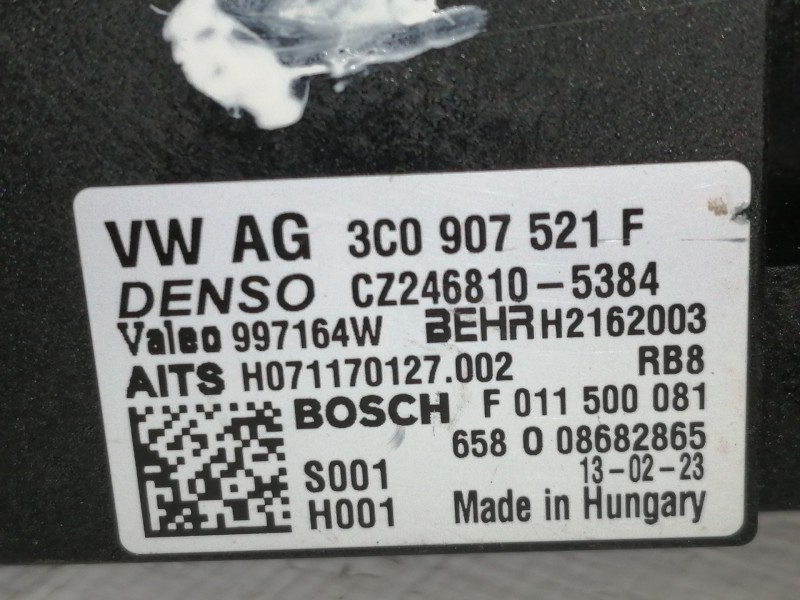 VW AG 3C0 907 521 F
DENSO CZ246810-5384
Valeo 997164W BEHR H2162003
AITS H071170127.002 RB8
BOSCH F 011 500 081
658 0 08682865
S001 13-02-23
H001 Made in Hungary